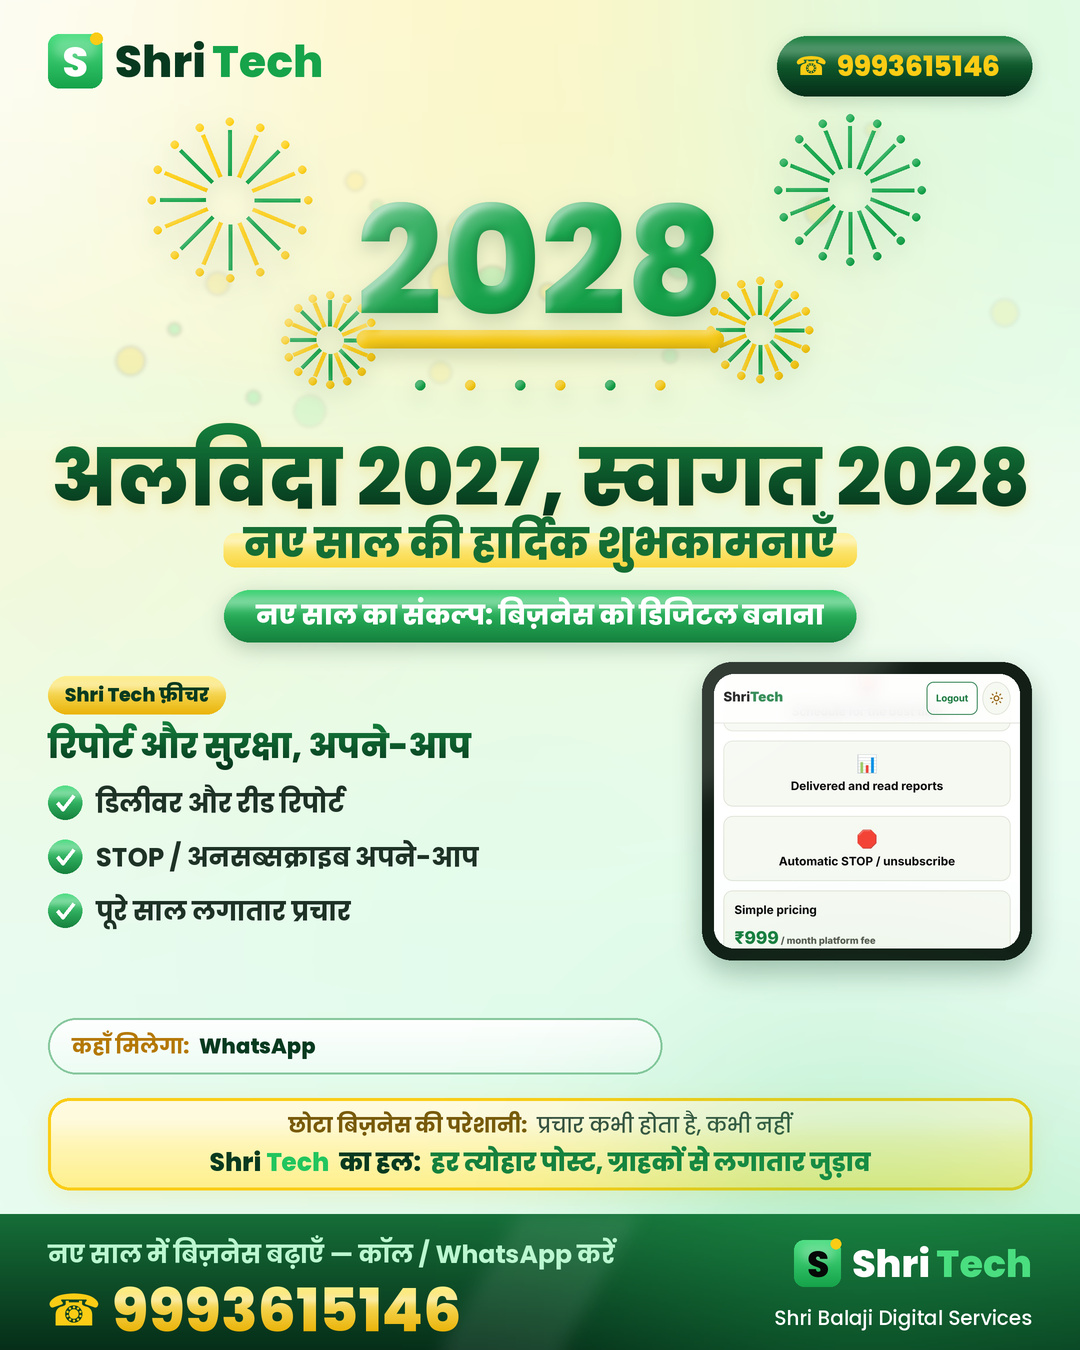 S Shri Tech
☎ 9993615146
2028
अलविदा 2027, स्वागत 2028
नए साल की हार्दिक शुभकामनाएँ
नए साल का संकल्प: बिज़नेस को डिजिटल बनाना
Shri Tech फ़ीचर
रिपोर्ट और सुरक्षा, अपने-आप
डिलीवर और रीड रिपोर्ट
STOP / अनसब्सक्राइब अपने-आप
पूरे साल लगातार प्रचार
ShriTech
Logout
Delivered and read reports
Automatic STOP / unsubscribe
Simple pricing
₹999 / month platform fee
कहाँ मिलेगा: WhatsApp
छोटा बिज़नेस की परेशानी: प्रचार कभी होता है, कभी नहीं
Shri Tech का हल: हर त्योहार पोस्ट, ग्राहकों से लगातार जुड़ाव
नए साल में बिज़नेस बढ़ाएँ — कॉल / WhatsApp करें
☎ 9993615146
S Shri Tech
Shri Balaji Digital Services